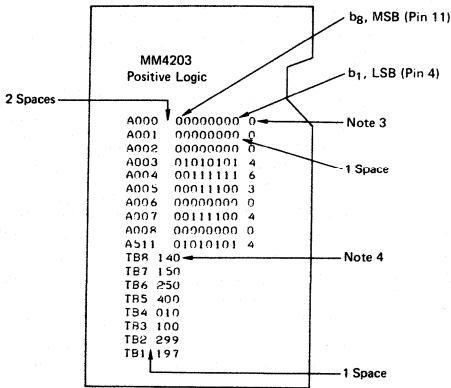 b8, MSB (Pin 11)
MM4203
Positive Logic
b1, LSB (Pin 4)
2 Spaces
A000 00000000 0
Note 3
A001 00000000 0
A002 00000000 0
1 Space
A003 01010101 4
A004 00111111 6
A005 00011100 3
A006 00000000 0
A007 00111100 4
A008 00000000 0
A511 01010101 4
TB8 140
Note 4
TB7 150
TB6 250
TB5 400
TB4 010
TB3 100
TB2 299
TB1 197
1 Space